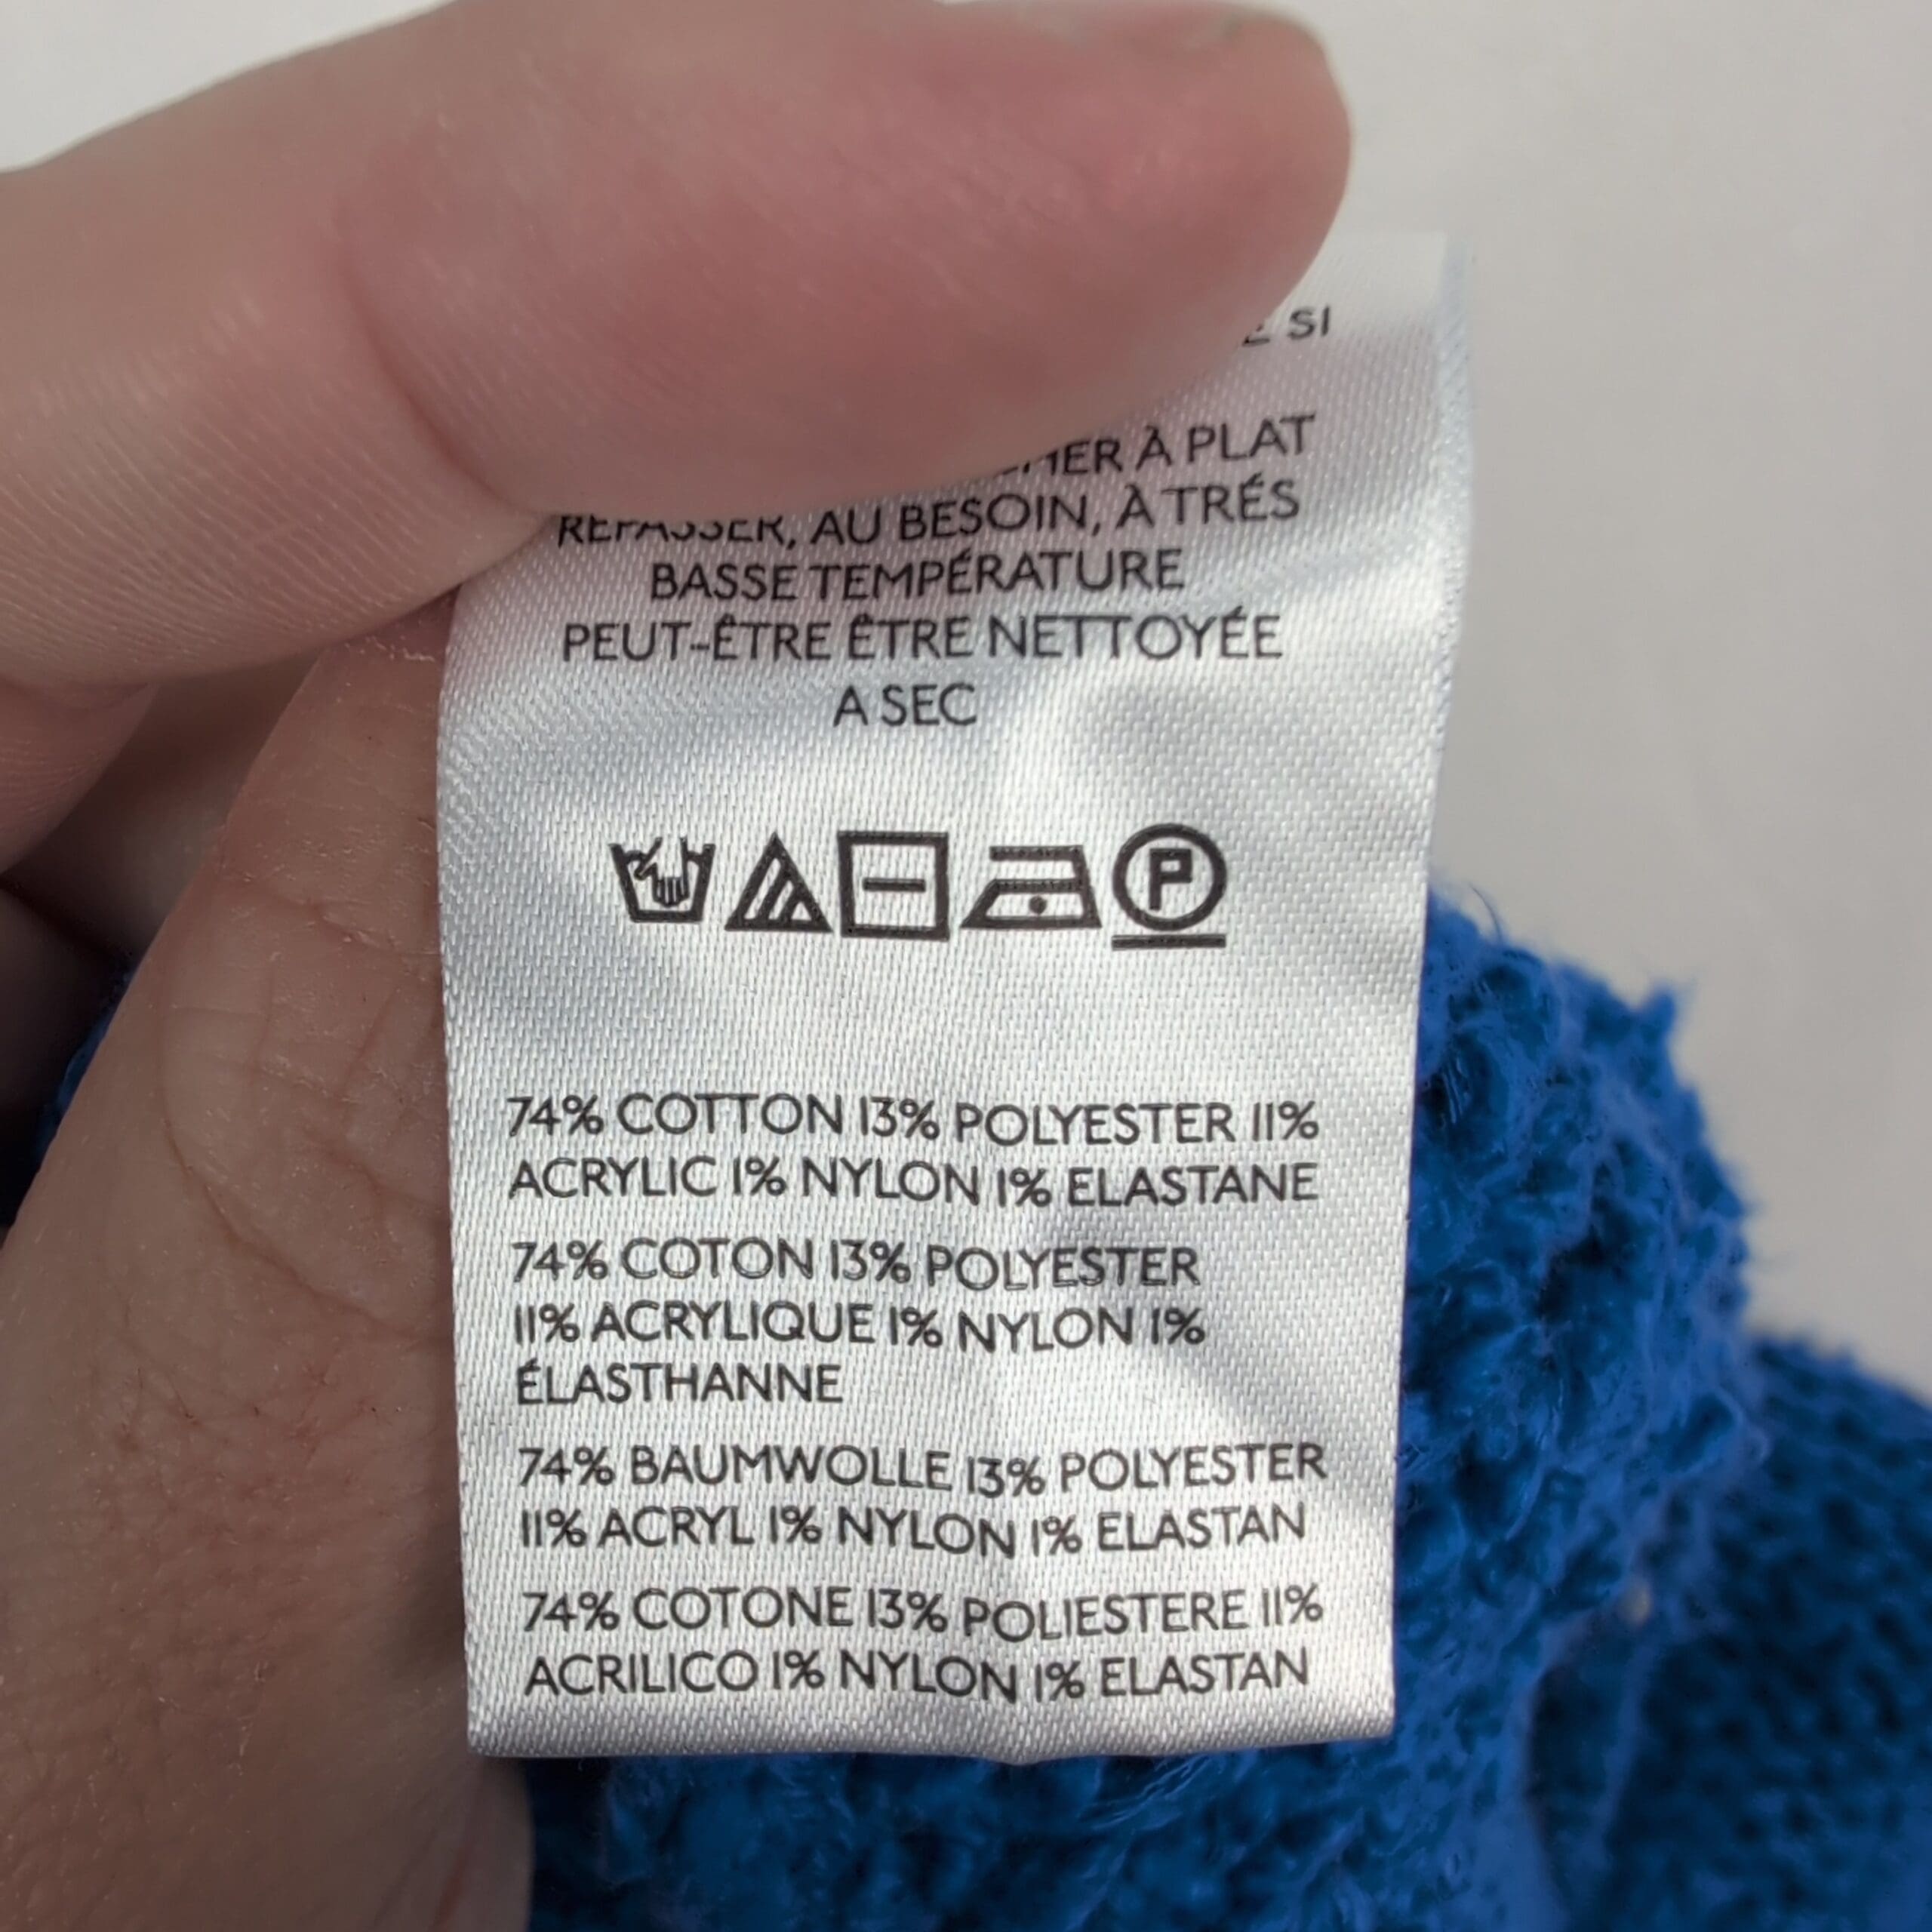 SI
À PLAT
REPASSER, AU BESOIN, À TRÉS
BASSE TEMPÉRATURE
PEUT-ÊTRE ÊTRE NETTOYÉE
A SEC
P
74% COTTON 13% POLYESTER 11%
ACRYLIC 1% NYLON 1% ELASTANE
74% COTON 13% POLYESTER
11% ACRYLIQUE 1% NYLON 1%
ÉLASTHANNE
74% BAUMWOLLE 13% POLYESTER
11% ACRYL 1% NYLON 1% ELASTAN
74% COTONE 13% POLIESTERE 11%
ACRILICO 1% NYLON 1% ELASTAN